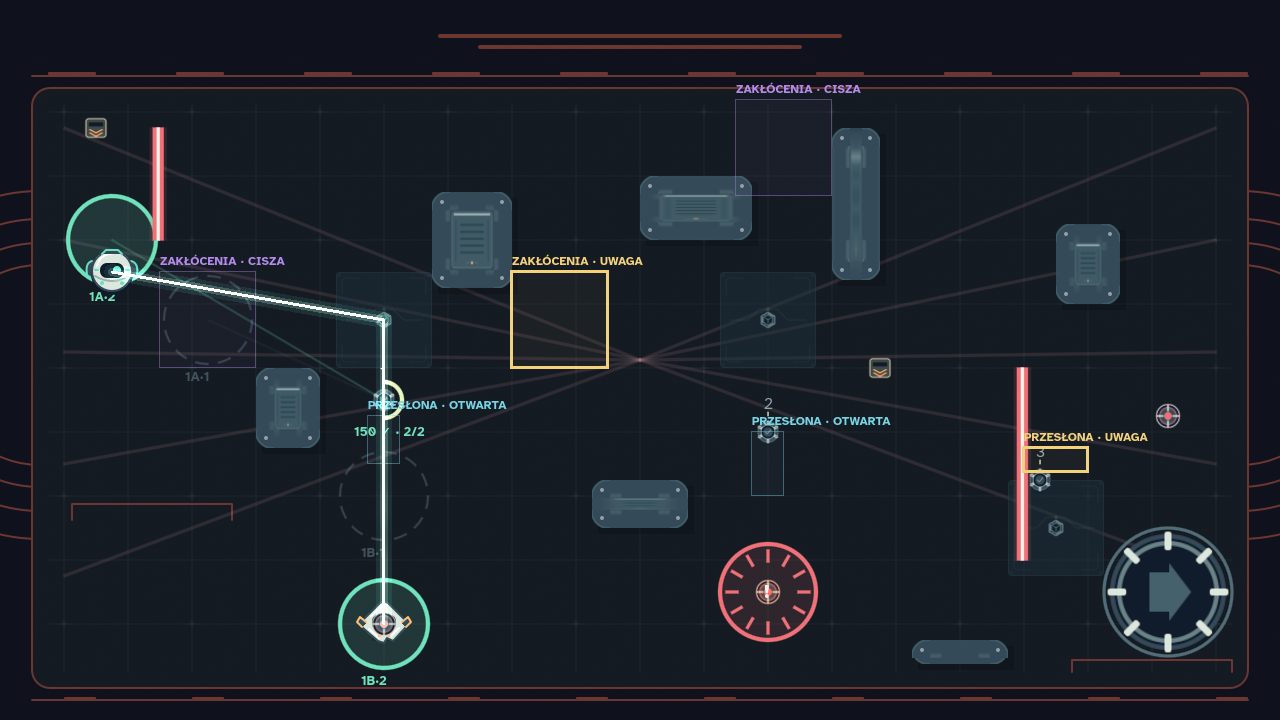 ZAKŁÓCENIA · CISZA
ZAKŁÓCENIA · CISZA
ZAKŁÓCENIA · UWAGA
1A·2
1A·1
PRZESŁONA · OTWARTA
2
PRZESŁONA · OTWARTA
150 · 2/2
PRZESŁONA · UWAGA
3
1B·2